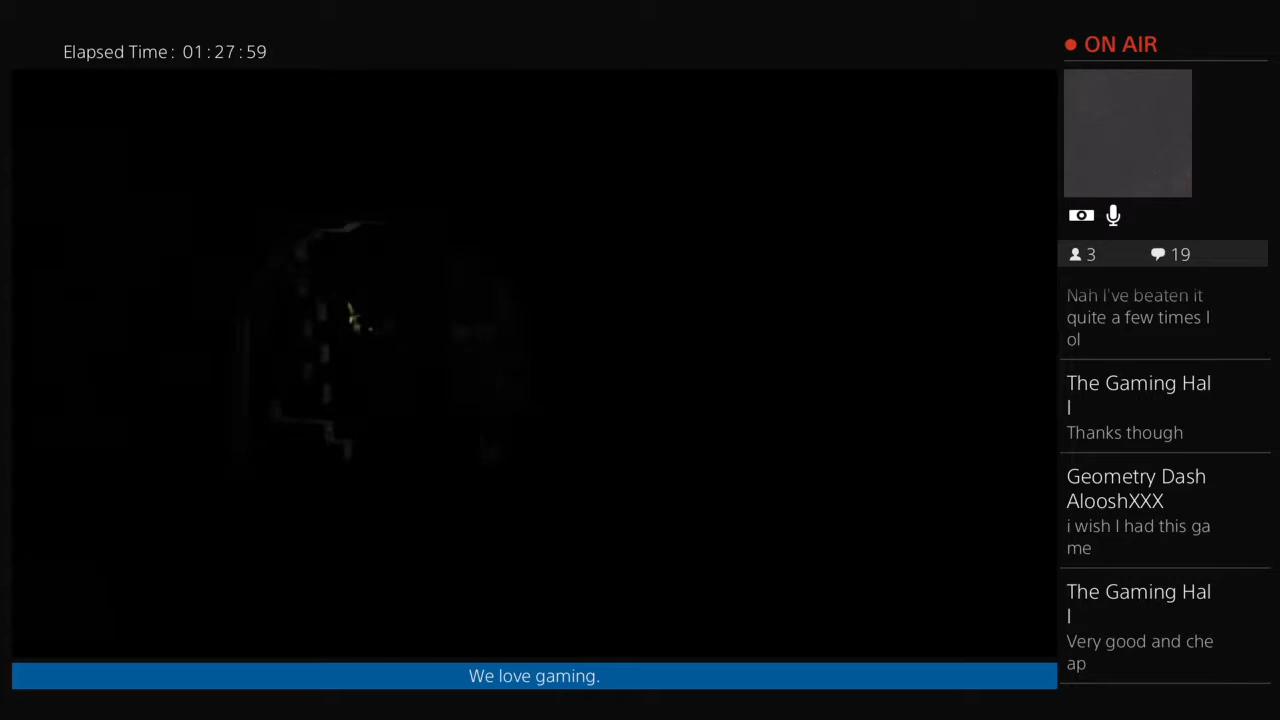 Elapsed Time: 01:27:59
ON AIR
3 19
Nah I've beaten it
quite a few times l
ol
The Gaming Hal
l
Thanks though
Geometry Dash
AlooshXXX
i wish I had this ga
me
The Gaming Hal
l
Very good and che
ap
We love gaming.